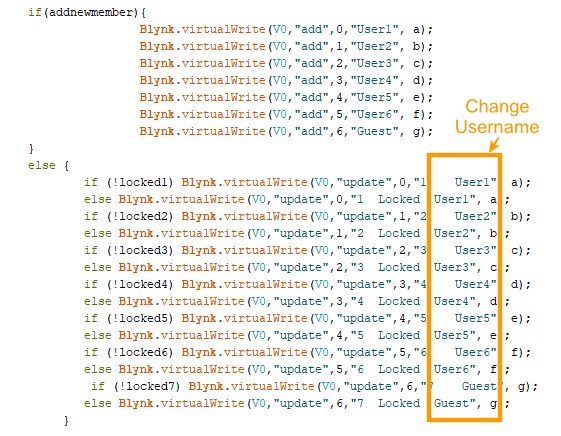 if(addnewmember){
Blynk.virtualWrite(V0,"add",0,"User1", a);
Blynk.virtualWrite(V0,"add",1,"User2", b);
Blynk.virtualWrite(V0,"add",2,"User3", c);
Blynk.virtualWrite(V0,"add",3,"User4", d);
Blynk.virtualWrite(V0,"add",4,"User5", e);
Blynk.virtualWrite(V0,"add",5,"User6", f);
Blynk.virtualWrite(V0,"add",6,"Guest", g);
}
else {
Change
Username
if (!locked1) Blynk.virtualWrite(V0,"update",0,"1 User1", a);
else Blynk.virtualWrite(V0,"update",0,"1 Locked User1", a
if (!locked2) Blynk.virtualWrite(V0,"update",1,"2 User2", b);
else Blynk.virtualWrite(V0,"update",1,"2 Locked User2", b
if (!locked3) Blynk.virtualWrite(V0,"update",2,"3 User3", c);
else Blynk.virtualWrite(V0,"update",2,"3 Locked User3", c
if (!locked4) Blynk.virtualWrite(V0,"update",3,"4 User4", d);
else Blynk.virtualWrite(V0,"update",3,"4 Locked User4", d
if (!locked5) Blynk.virtualWrite(V0,"update",4,"5 User5", e);
else Blynk.virtualWrite(V0,"update",4,"5 Locked User5", e
if (!locked6) Blynk.virtualWrite(V0,"update",5,"6 User6", f);
else Blynk.virtualWrite(V0,"update",5,"6 Locked User6", f
if (!locked7) Blynk.virtualWrite(V0,"update",6,"7 Guest", g);
else Blynk.virtualWrite(V0,"update",6,"7 Locked Guest", g
}